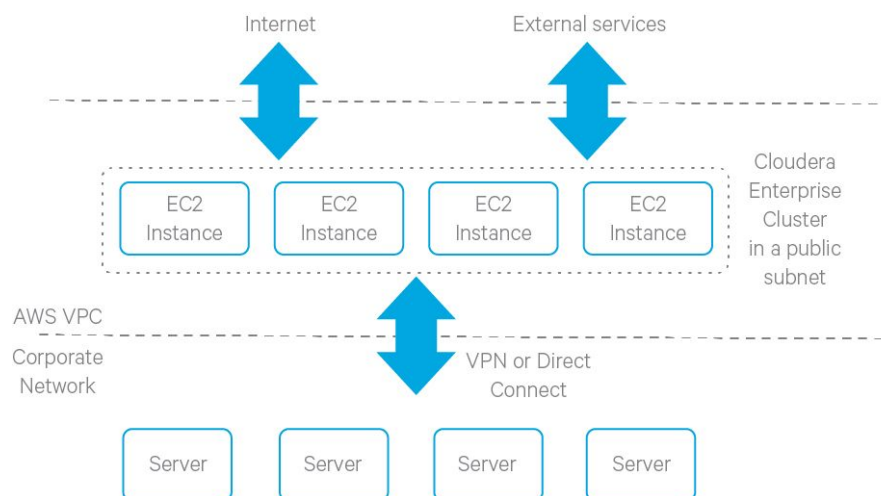 Internet
External services
Cloudera
Enterprise
Cluster
in a public
subnet
EC2
Instance
EC2
Instance
EC2
Instance
EC2
Instance
AWS VPC
Corporate
Network
VPN or Direct
Connect
Server
Server
Server
Server